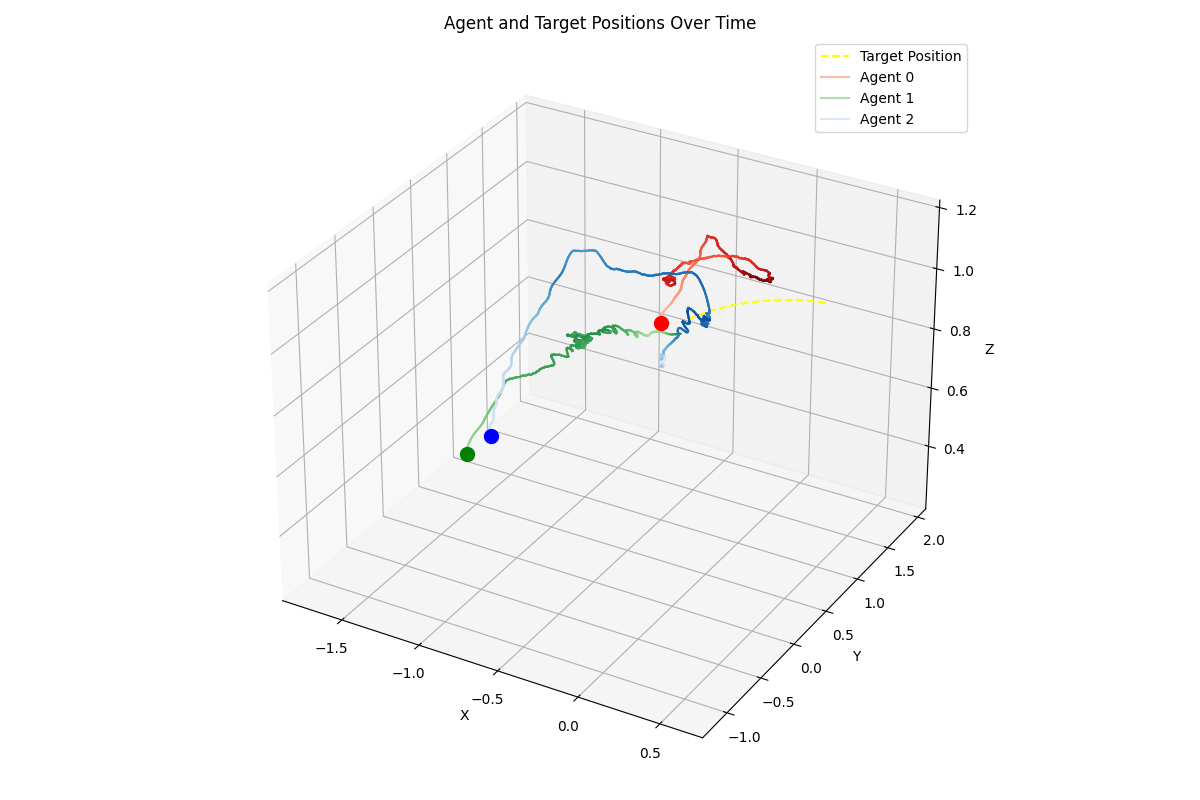 Agent and Target Positions Over Time
Target Position
Agent 0
Agent 1
Agent 2
1.2
1.0
0.8
Z
0.6
0.4
2.0
1.5
1.0
0.5
Y
0.0
−0.5
−1.0
−1.5
−1.0
−0.5
X
0.0
0.5